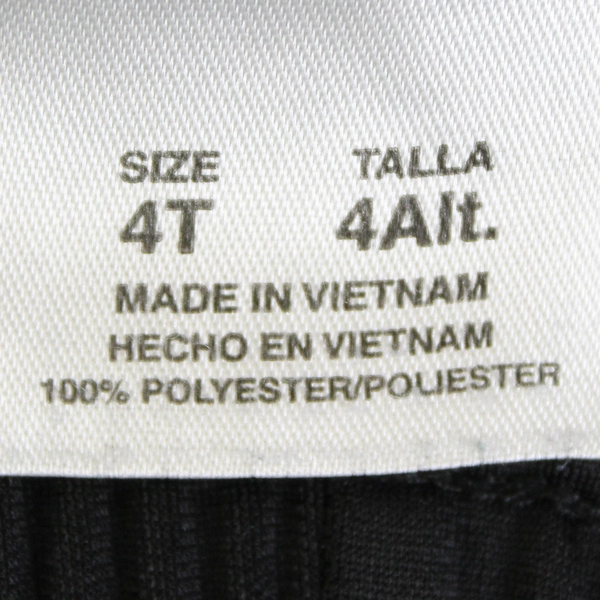 SIZE TALLA
4T 4Alt.
MADE IN VIETNAM
HECHO EN VIETNAM
100% POLYESTER/POLIESTER